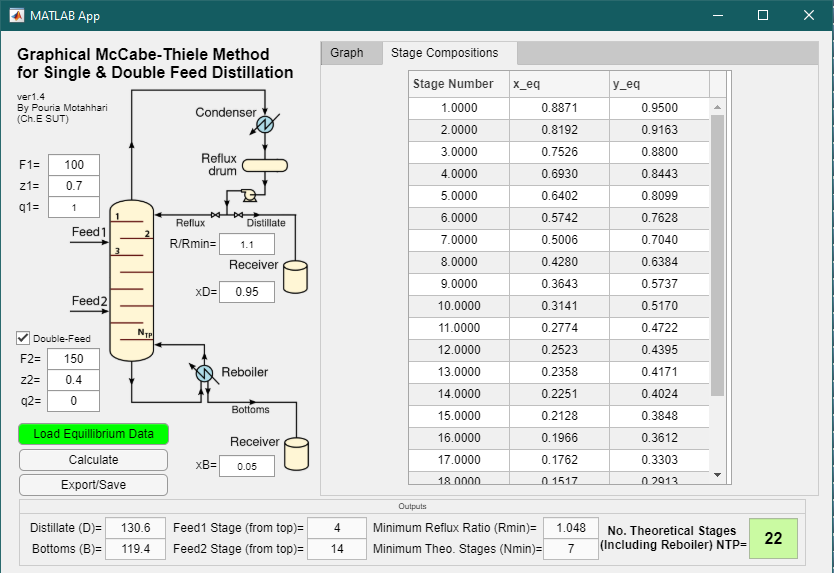 MATLAB App
Graphical McCabe-Thiele Method
for Single & Double Feed Distillation
ver1.4
By Pouria Motahhari
(Ch.E SUT)
Condenser
Reflux
drum
F1= 100
z1= 0.7
q1= 1
1
2
3
Feed1
Reflux
Distillate
R/Rmin= 1.1
Receiver
xD= 0.95
Feed2
NTP
Double-Feed
F2= 150
z2= 0.4
q2= 0
Reboiler
Bottoms
Receiver
xB= 0.05
Load Equillibrium Data
Calculate
Export/Save
Graph Stage Compositions
Stage Number x_eq y_eq
1.0000 0.8871 0.9500
2.0000 0.8192 0.9163
3.0000 0.7526 0.8800
4.0000 0.6930 0.8443
5.0000 0.6402 0.8099
6.0000 0.5742 0.7628
7.0000 0.5006 0.7040
8.0000 0.4280 0.6384
9.0000 0.3643 0.5737
10.0000 0.3141 0.5170
11.0000 0.2774 0.4722
12.0000 0.2523 0.4395
13.0000 0.2358 0.4171
14.0000 0.2251 0.4024
15.0000 0.2128 0.3848
16.0000 0.1966 0.3612
17.0000 0.1762 0.3303
18.0000 0.1517 0.2913
Outputs
Distillate (D)= 130.6 Feed1 Stage (from top)= 4 Minimum Reflux Ratio (Rmin)= 1.048
Bottoms (B)= 119.4 Feed2 Stage (from top)= 14 Minimum Theo. Stages (Nmin)= 7
No. Theoretical Stages
(Including Reboiler) NTP= 22